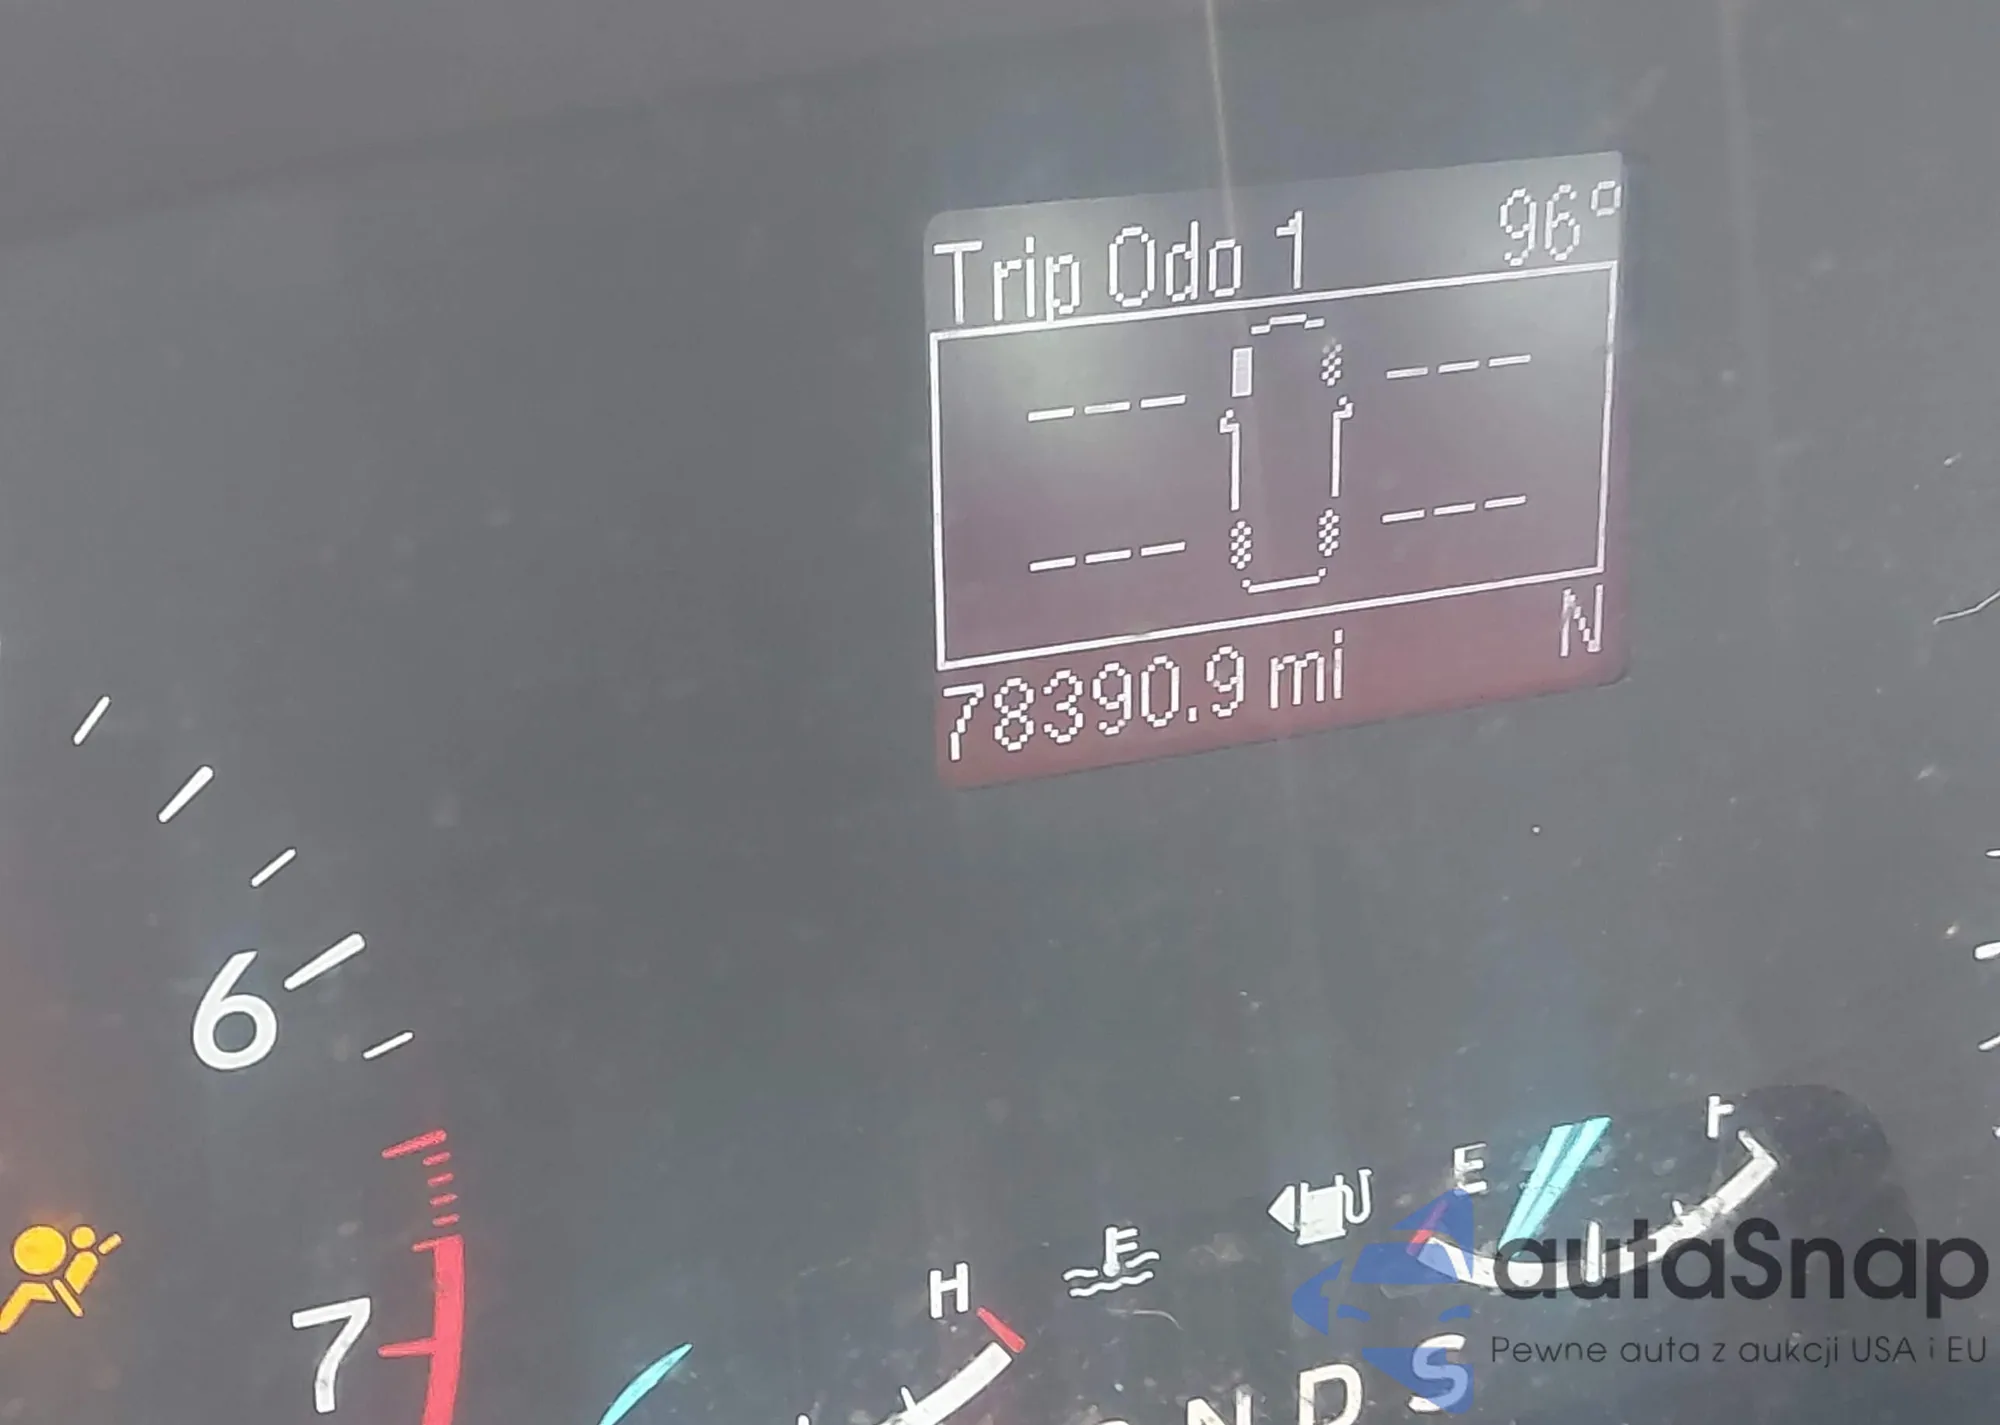 Trip Odo 1 96°
--- ---
--- ---
78390.9 mi N
6
7
H
E F
N D S
autaSnap
Pewne auta z aukcji USA i EU